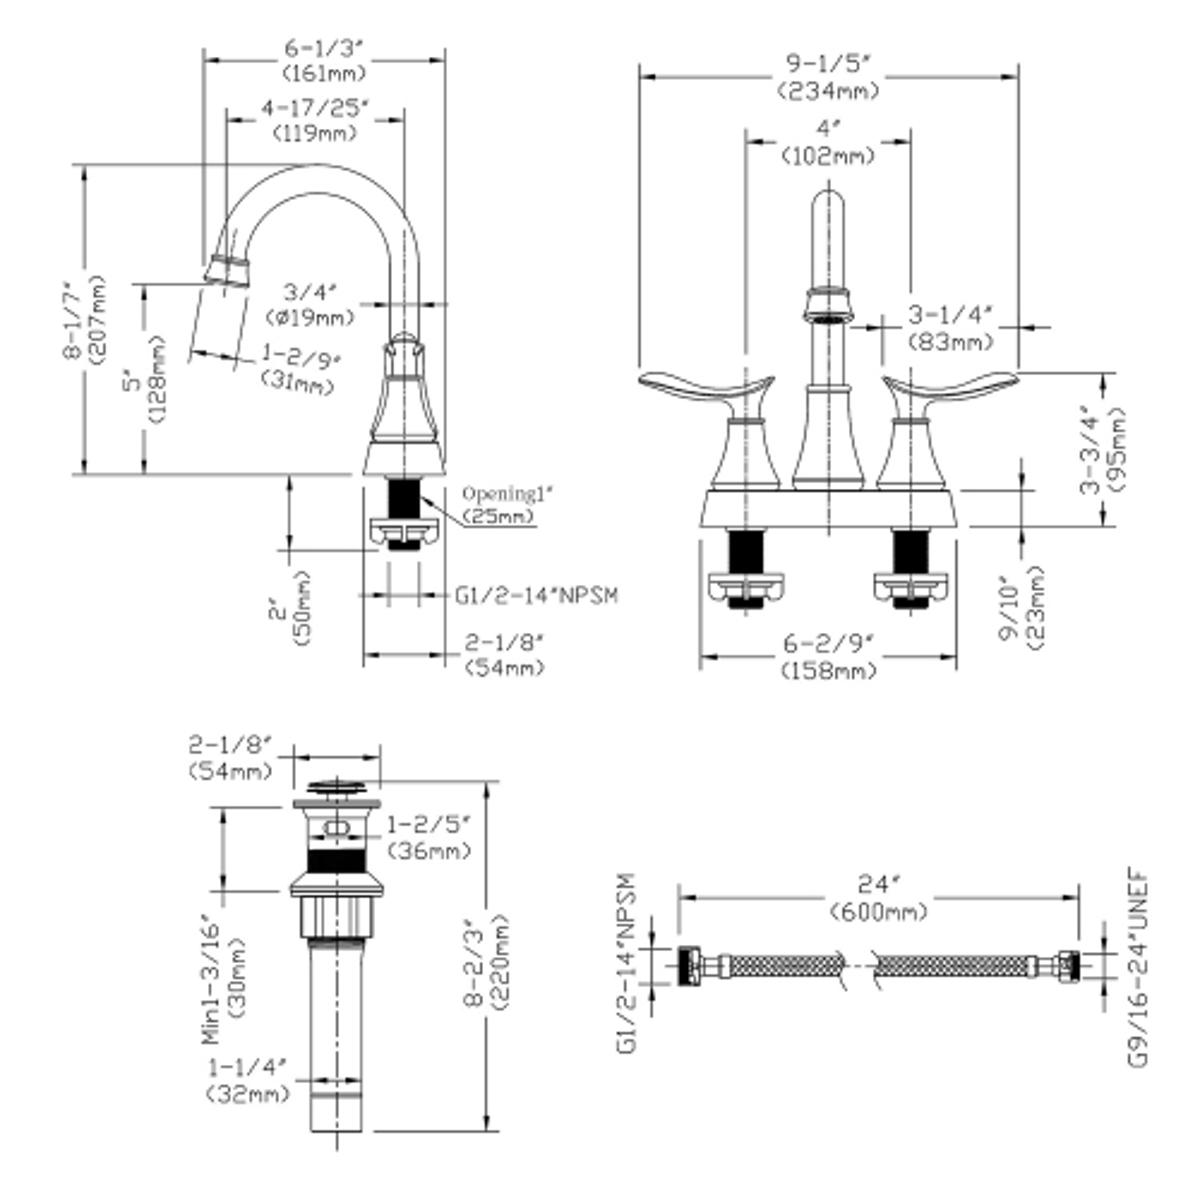 6-1/3″
(161mm)
4-17/25″
(119mm)
8-1/7″
(207mm)
5″
(128mm)
3/4″
(Ø19mm)
1-2/9″
(31mm)
Opening1″
(25mm)
2″
(50mm)
G1/2-14″NPSM
2-1/8″
(54mm)
9-1/5″
(234mm)
4″
(102mm)
3-1/4″
(83mm)
3-3/4″
(95mm)
9/10″
(23mm)
6-2/9″
(158mm)
2-1/8″
(54mm)
1-2/5″
(36mm)
Min1-3/16″
(30mm)
8-2/3″
(220mm)
1-1/4″
(32mm)
24″
(600mm)
G1/2-14″NPSM
G9/16-24″UNEF